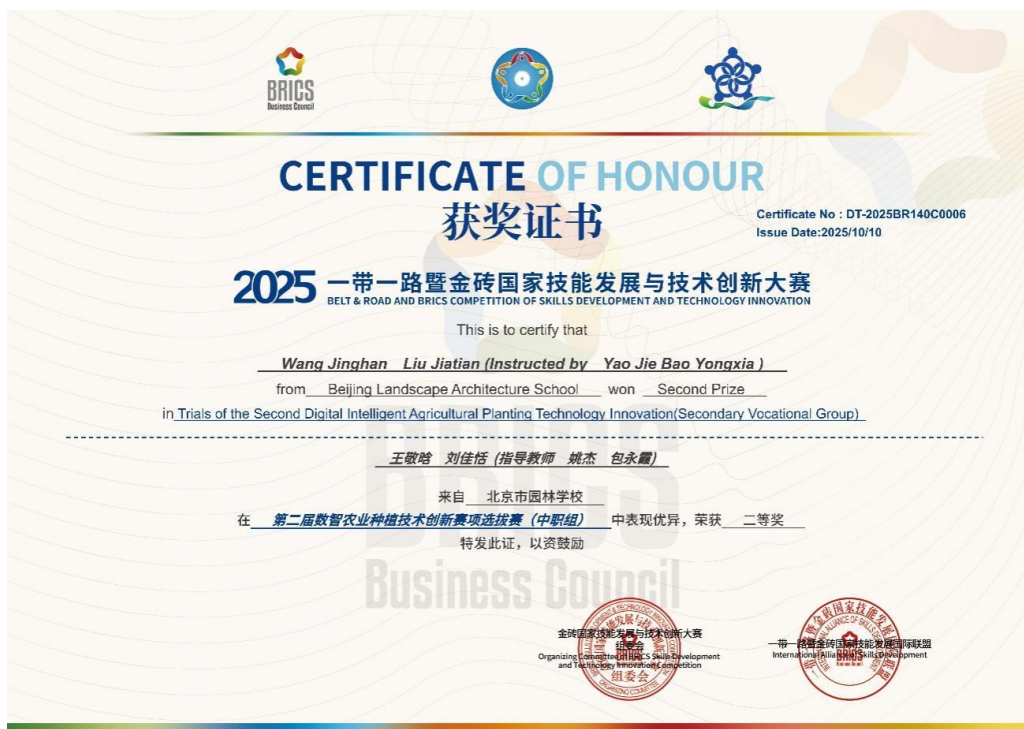 BRICS
Business Council
CERTIFICATE OF HONOUR
获奖证书
Certificate No : DT-2025BR140C0006
Issue Date:2025/10/10
2025 一带一路暨金砖国家技能发展与技术创新大赛
BELT & ROAD AND BRICS COMPETITION OF SKILLS DEVELOPMENT AND TECHNOLOGY INNOVATION
This is to certify that
Wang Jinghan Liu Jiatian (Instructed by Yao Jie Bao Yongxia )
from Beijing Landscape Architecture School won Second Prize
in Trials of the Second Digital Intelligent Agricultural Planting Technology Innovation(Secondary Vocational Group)
王敬晗 刘佳恬 (指导教师 姚杰 包永霞)
来自 北京市园林学校
在 第二届数智农业种植技术创新赛项选拔赛（中职组） 中表现优异，荣获 二等奖
特发此证，以资鼓励
BRICS
Business Council
金砖国家技能发展与技术创新大赛
组委会
Organizing Committee of BRICS Skills Development
and Technology Innovation Competition
组委会
一带一路暨金砖国家技能发展国际联盟
International Alliance of Skills Development
BRICS